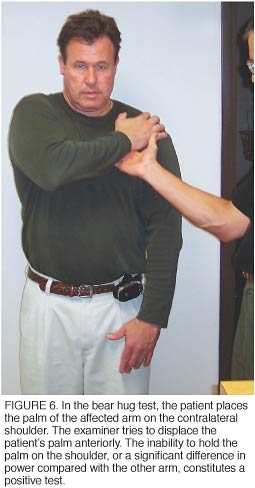 FIGURE 6. In the bear hug test, the patient places
the palm of the affected arm on the contralateral
shoulder. The examiner tries to displace the
patient's palm anteriorly. The inability to hold the
palm on the shoulder, or a significant difference in
power compared with the other arm, constitutes a
positive test.